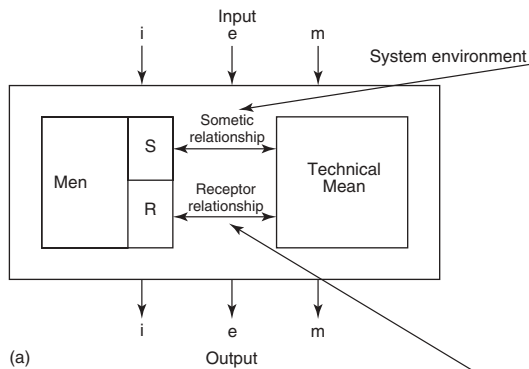 Input
i e m
System environment
Sometic
relationship
S
Men
Technical
Mean
R
Receptor
relationship
i e m
(a)
Output